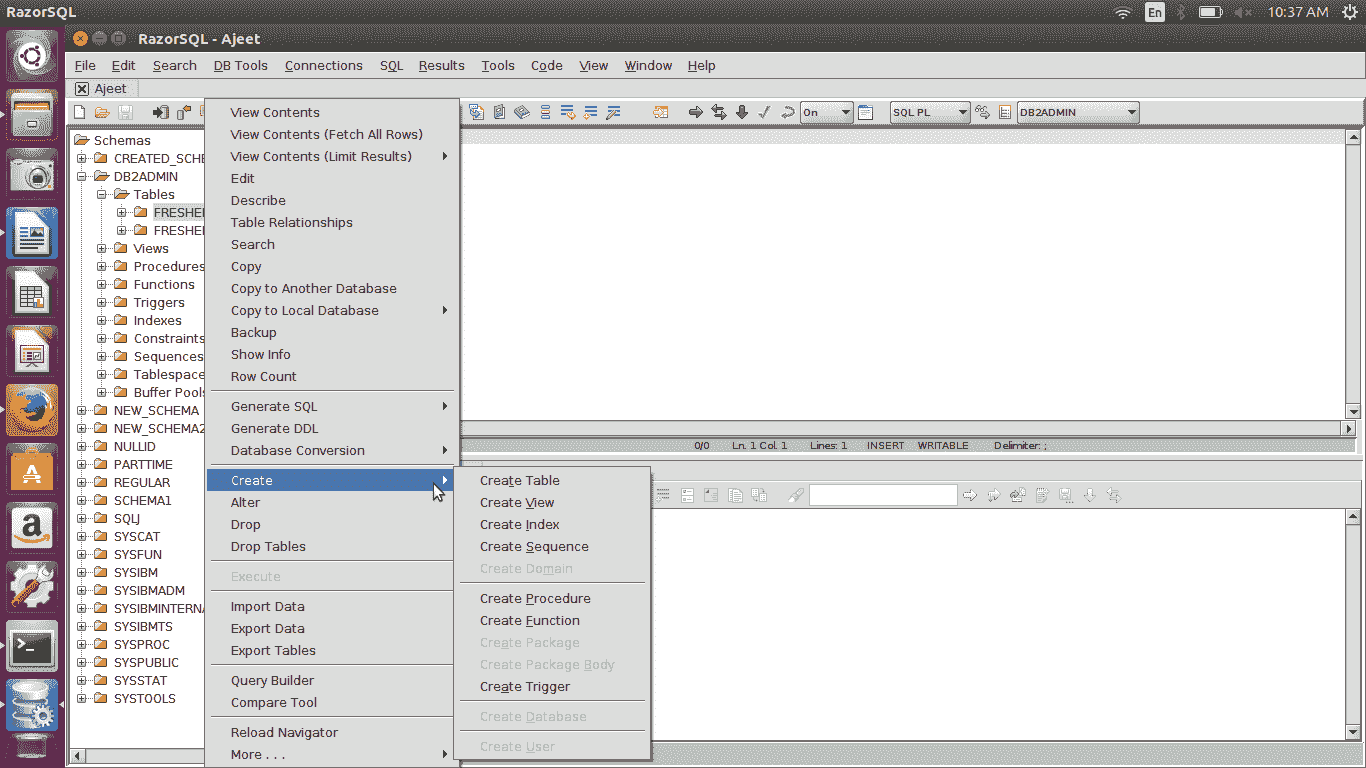 RazorSQL
En
10:37 AM
RazorSQL - Ajeet
File Edit Search DB Tools Connections SQL Results Tools Code View Window Help
Ajeet
On
SQL PL
DB2ADMIN
Schemas
CREATED_SCHE
DB2ADMIN
Tables
FRESHE
FRESHE
Views
Procedures
Functions
Triggers
Indexes
Constraints
Sequences
Tablespace
Buffer Pools
NEW_SCHEMA
NEW_SCHEMA2
NULLID
PARTTIME
REGULAR
SCHEMA1
SQLJ
SYSCAT
SYSFUN
SYSIBM
SYSIBMADM
SYSIBMINTERNA
SYSIBMTS
SYSPROC
SYSPUBLIC
SYSSTAT
SYSTOOLS
View Contents
View Contents (Fetch All Rows)
View Contents (Limit Results)
Edit
Describe
Table Relationships
Search
Copy
Copy to Another Database
Copy to Local Database
Backup
Show Info
Row Count
Generate SQL
Generate DDL
Database Conversion
Create
Alter
Drop
Drop Tables
Execute
Import Data
Export Data
Export Tables
Query Builder
Compare Tool
Reload Navigator
More . . .
Create Table
Create View
Create Index
Create Sequence
Create Domain
Create Procedure
Create Function
Create Package
Create Package Body
Create Trigger
Create Database
Create User
0/0 Ln. 1 Col. 1 Lines: 1 INSERT WRITABLE Delimiter: ;